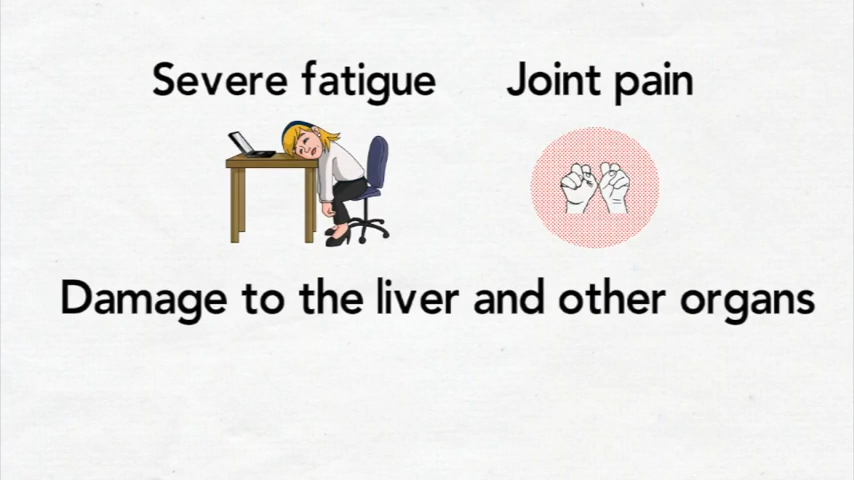 Severe fatigue
Joint pain
Damage to the liver and other organs